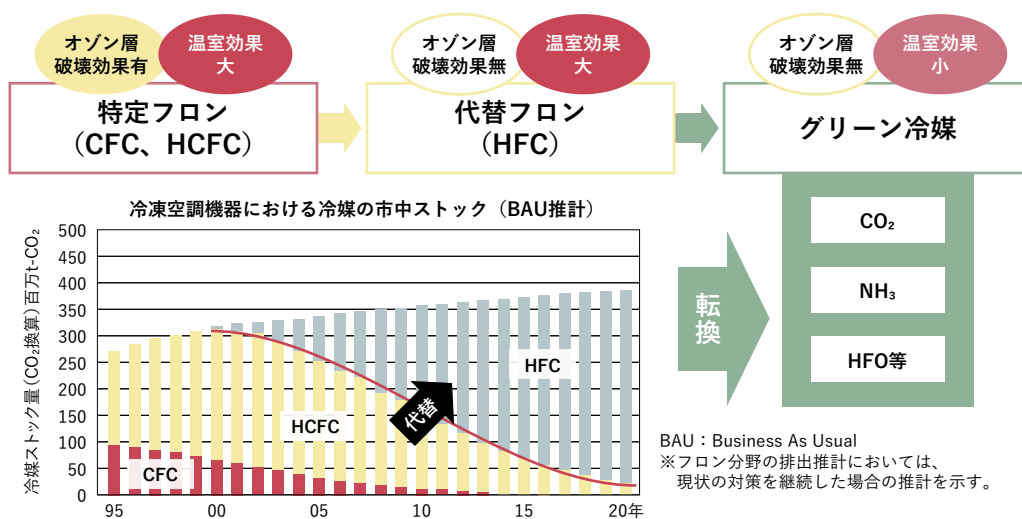 オゾン層
破壊効果有
温室効果
大
特定フロン
（CFC、HCFC）
オゾン層
破壊効果無
温室効果
大
代替フロン
（HFC）
オゾン層
破壊効果無
温室効果
小
グリーン冷媒
冷凍空調機器における冷媒の市中ストック（BAU推計）
冷媒ストック量（CO₂換算）百万t-CO₂
500
450
400
350
300
250
200
150
100
50
0
HFC
代替
HCFC
CFC
95
00
05
10
15
20年
転換
CO₂
NH₃
HFO等
BAU：Business As Usual
※フロン分野の排出推計においては、
現状の対策を継続した場合の推計を示す。